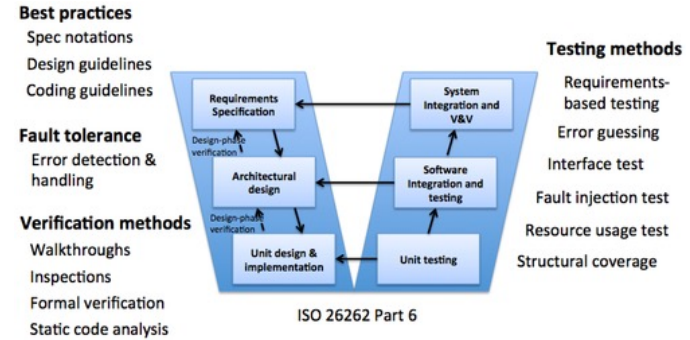 Best practices
Spec notations
Design guidelines
Coding guidelines
Fault tolerance
Error detection &
handling
Verification methods
Walkthroughs
Inspections
Formal verification
Static code analysis
Requirements
Specification
Design-phase
verification
Architectural
design
Design-phase
verification
Unit design &
implementation
System
Integration and
V&V
Software
Integration and
testing
Unit testing
ISO 26262 Part 6
Testing methods
Requirements-
based testing
Error guessing
Interface test
Fault injection test
Resource usage test
Structural coverage